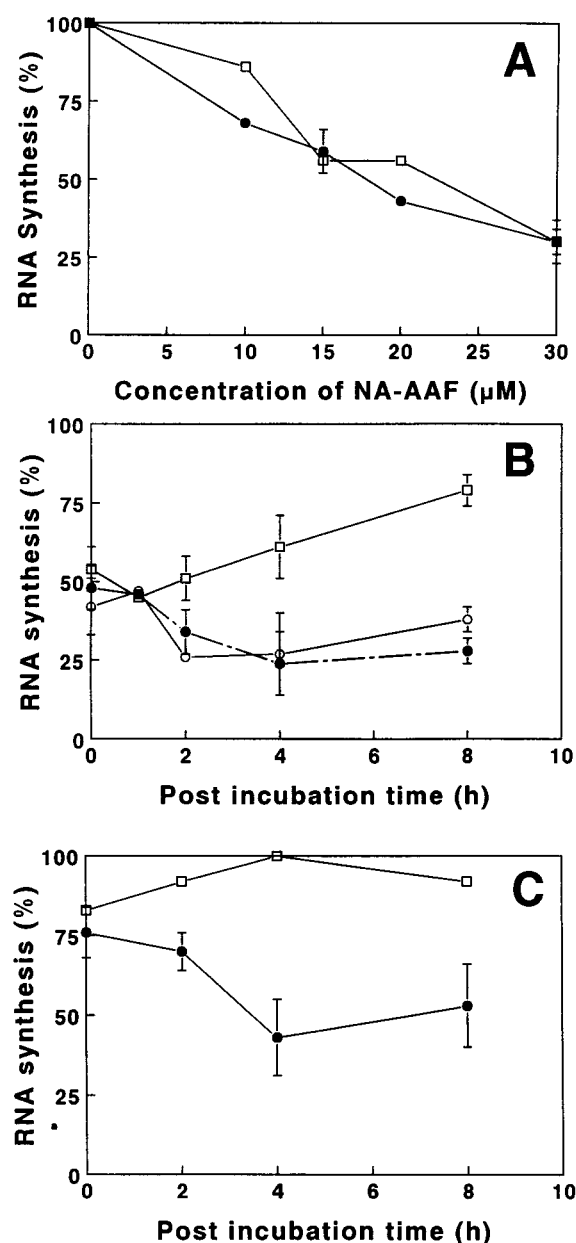 A
RNA Synthesis (%)
100
75
50
25
0
0 5 10 15 20 25 30
Concentration of NA-AAF (µM)
B
RNA synthesis (%)
100
75
50
25
0
0 2 4 6 8 10
Post incubation time (h)
C
RNA synthesis (%)
100
75
50
25
0
0 2 4 6 8 10
Post incubation time (h)